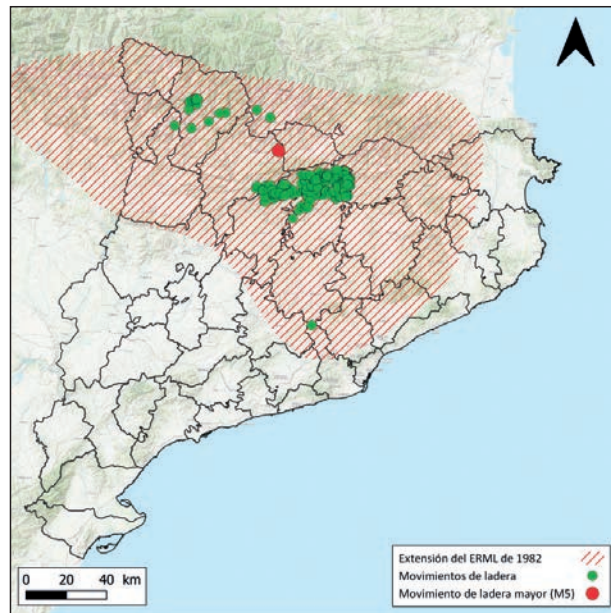 Extensión del ERML de 1982
Movimientos de ladera
Movimiento de ladera mayor (M5)
0 20 40 km